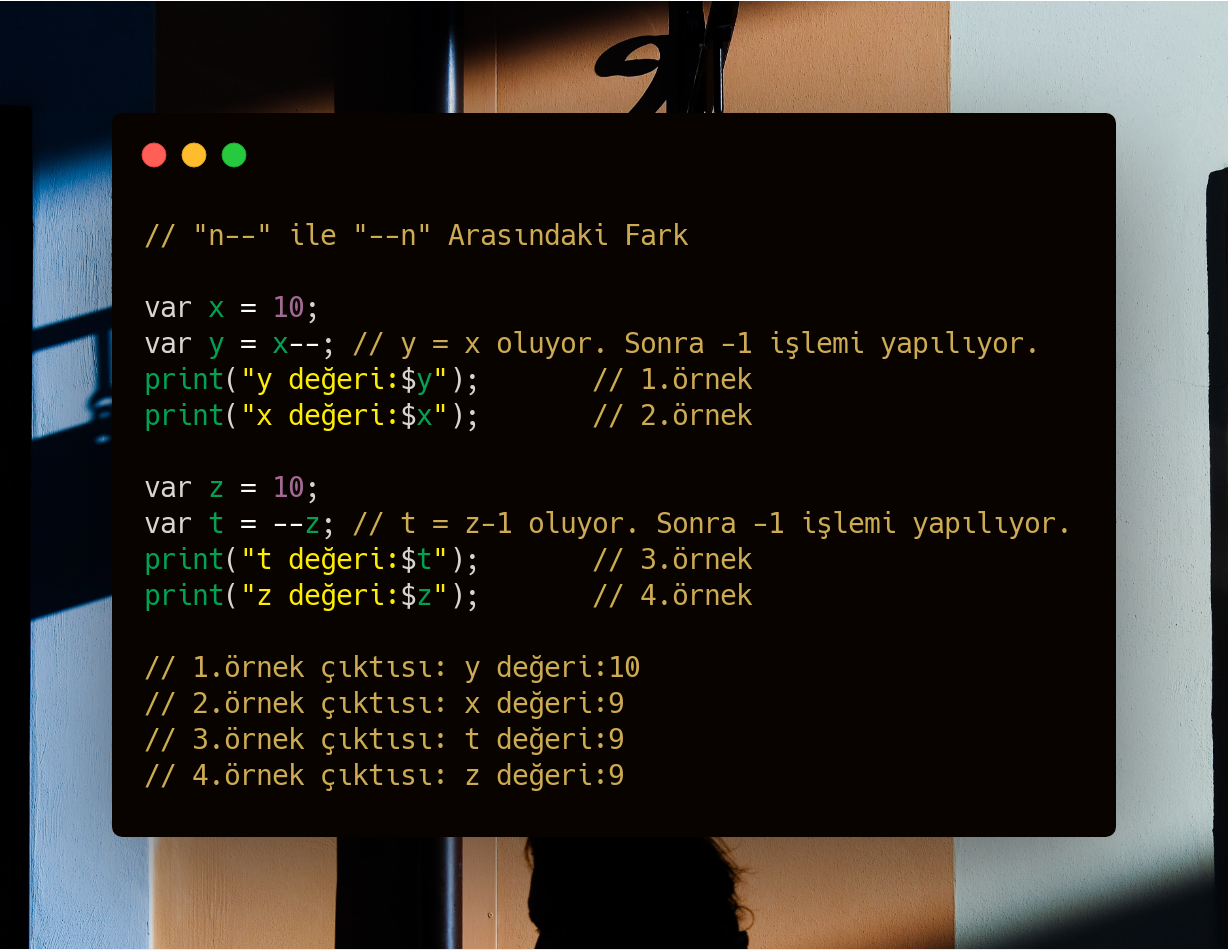 // "n--" ile "--n" Arasındaki Fark
var x = 10;
var y = x--; // y = x oluyor. Sonra -1 işlemi yapılıyor.
print("y değeri:$y");       // 1.örnek
print("x değeri:$x");       // 2.örnek
var z = 10;
var t = --z; // t = z-1 oluyor. Sonra -1 işlemi yapılıyor.
print("t değeri:$t");       // 3.örnek
print("z değeri:$z");       // 4.örnek
// 1.örnek çıktısı: y değeri:10
// 2.örnek çıktısı: x değeri:9
// 3.örnek çıktısı: t değeri:9
// 4.örnek çıktısı: z değeri:9